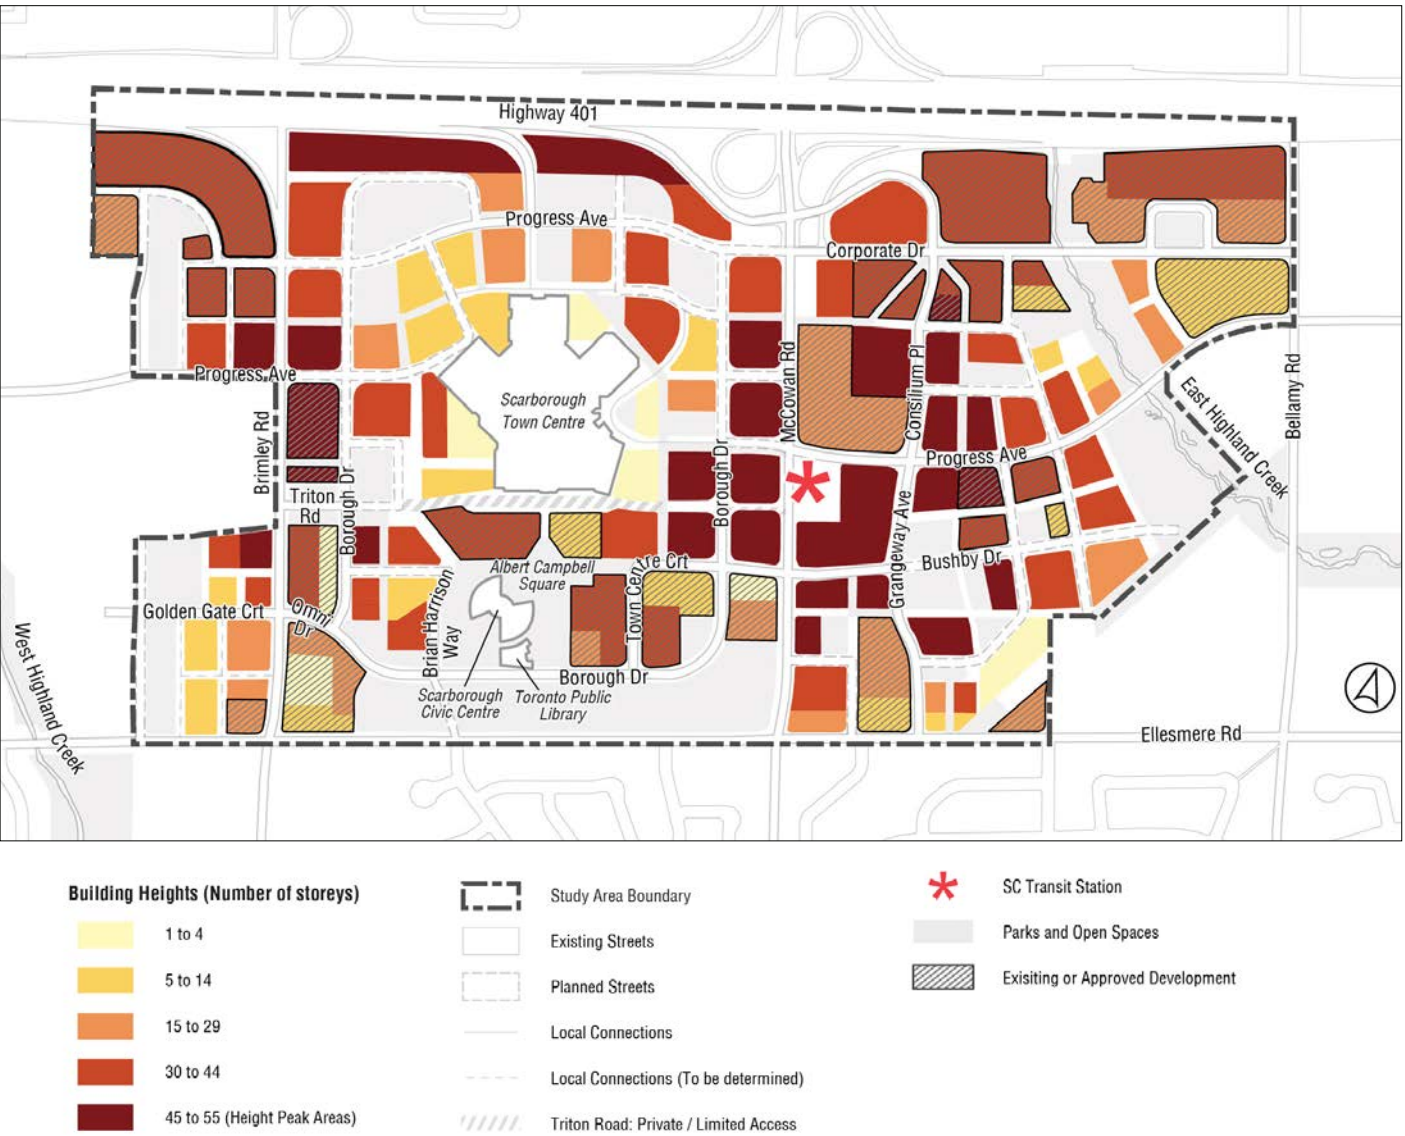 Highway 401
Progress Ave
Corporate Dr
Progress Ave
Scarborough
Town Centre
McCowan Rd
Consilium Pl
Bellamy Rd
East Highland Creek
Brimley Rd
Borough Dr
Progress Ave
Triton
Rd
Borough Dr
Grangeway Ave
Bushby Dr
Albert Campbell
Square
Town Centre Crt
Golden Gate Crt
Omni
Dr
Brian Harrison
Way
Borough Dr
Scarborough
Civic Centre
Toronto Public
Library
West Highland Creek
Ellesmere Rd
Building Heights (Number of storeys)
1 to 4
5 to 14
15 to 29
30 to 44
45 to 55 (Height Peak Areas)
Study Area Boundary
Existing Streets
Planned Streets
Local Connections
Local Connections (To be determined)
Triton Road: Private / Limited Access
SC Transit Station
Parks and Open Spaces
Exisiting or Approved Development